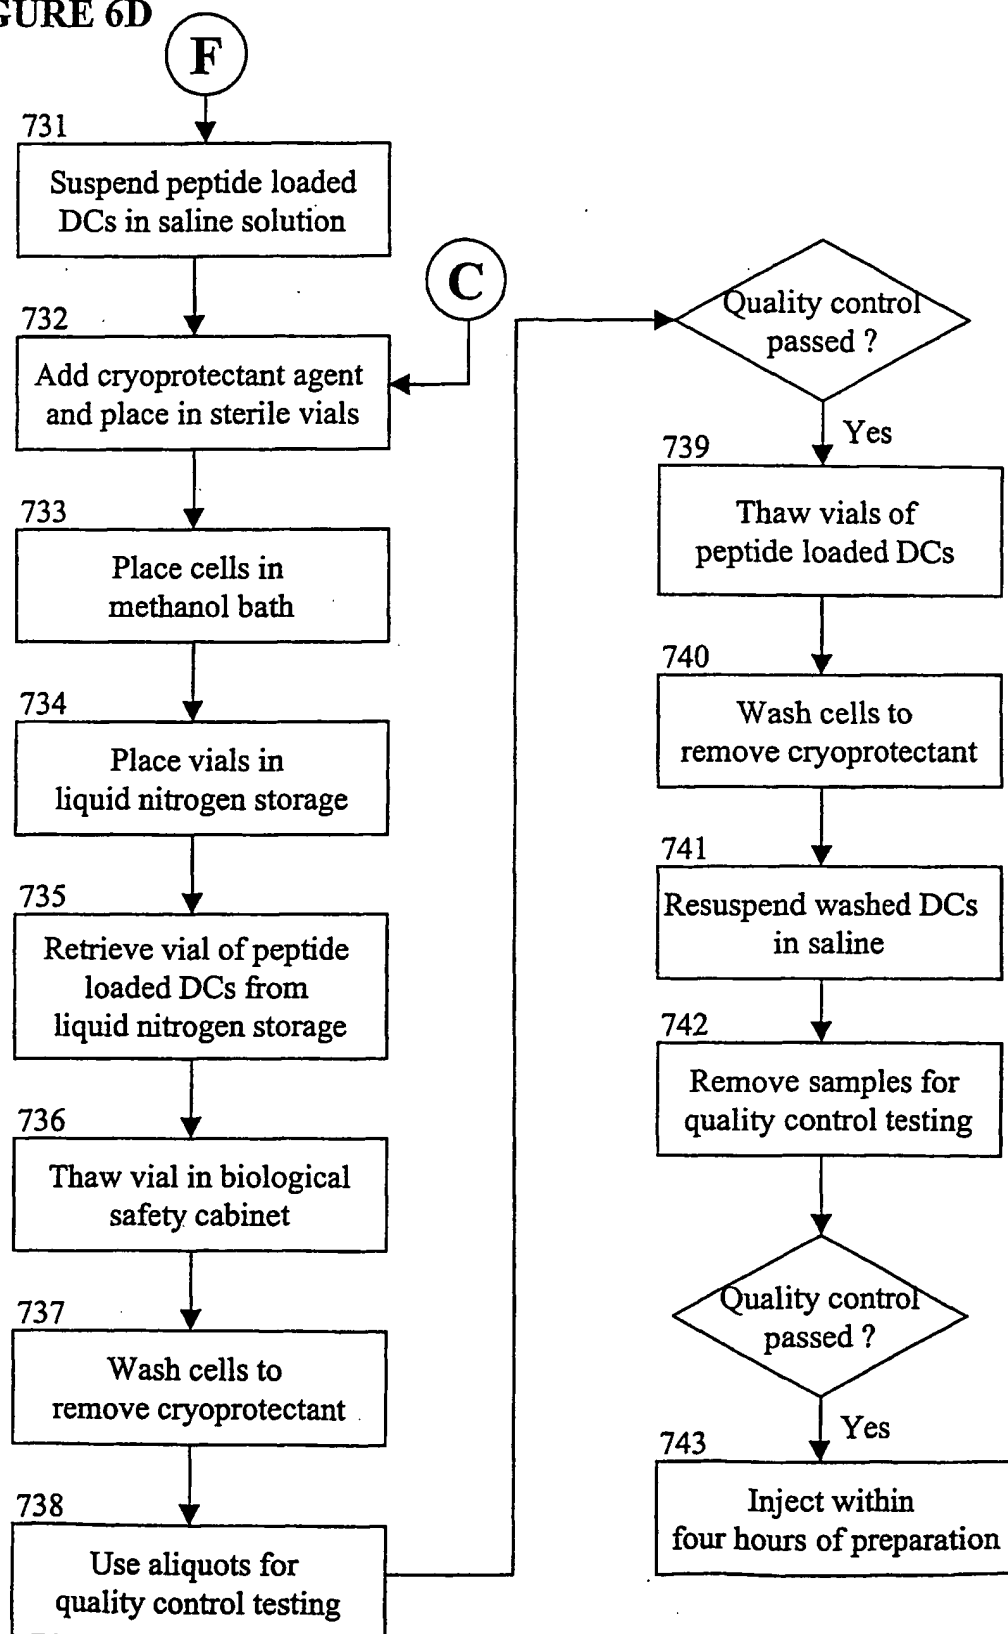 GURE 6D
F
731
Suspend peptide loaded
DCs in saline solution
C
732
Add cryoprotectant agent
and place in sterile vials
733
Place cells in
methanol bath
734
Place vials in
liquid nitrogen storage
735
Retrieve vial of peptide
loaded DCs from
liquid nitrogen storage
736
Thaw vial in biological
safety cabinet
737
Wash cells to
remove cryoprotectant
738
Use aliquots for
quality control testing
Quality control
passed ?
Yes
739
Thaw vials of
peptide loaded DCs
740
Wash cells to
remove cryoprotectant
741
Resuspend washed DCs
in saline
742
Remove samples for
quality control testing
Quality control
passed ?
Yes
743
Inject within
four hours of preparation